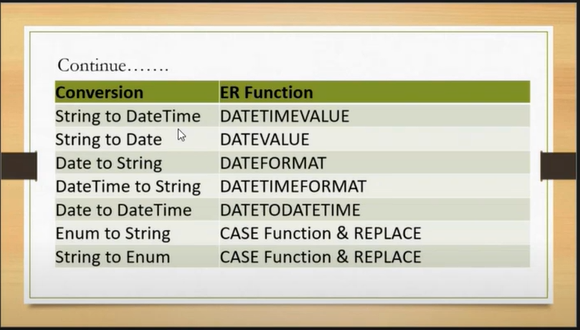 Continue…….
Conversion ER Function
String to DateTime DATETIMEVALUE
String to Date DATEVALUE
Date to String DATEFORMAT
DateTime to String DATETIMEFORMAT
Date to DateTime DATETODATETIME
Enum to String CASE Function & REPLACE
String to Enum CASE Function & REPLACE